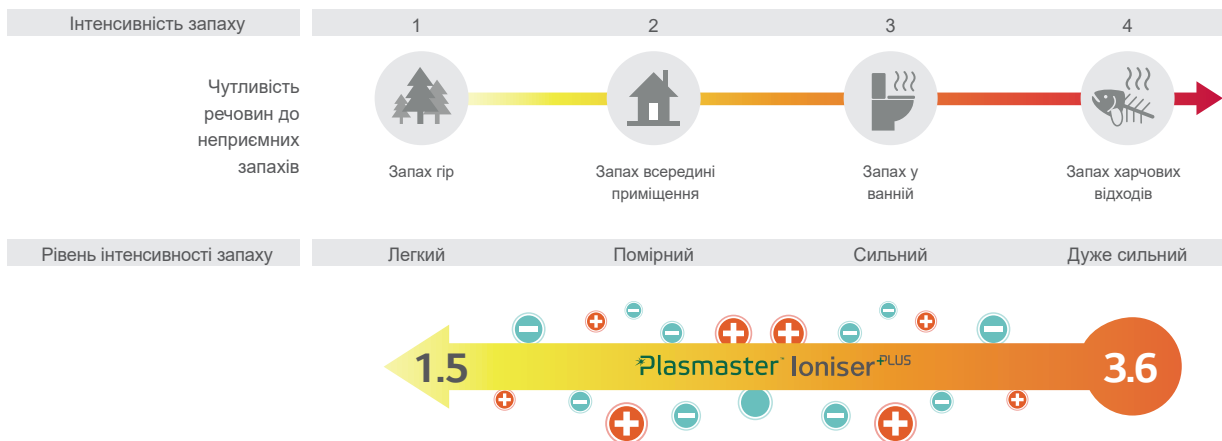 Інтенсивність запаху
1 2 3 4
Чутливість
речовин до
неприємних
запахів
Запах гір
Запах всередині
приміщення
Запах у
ванній
Запах харчових
відходів
Рівень інтенсивності запаху
Легкий Помірний Сильний Дуже сильний
1.5 Plasmaster™ Ioniser+PLUS 3.6